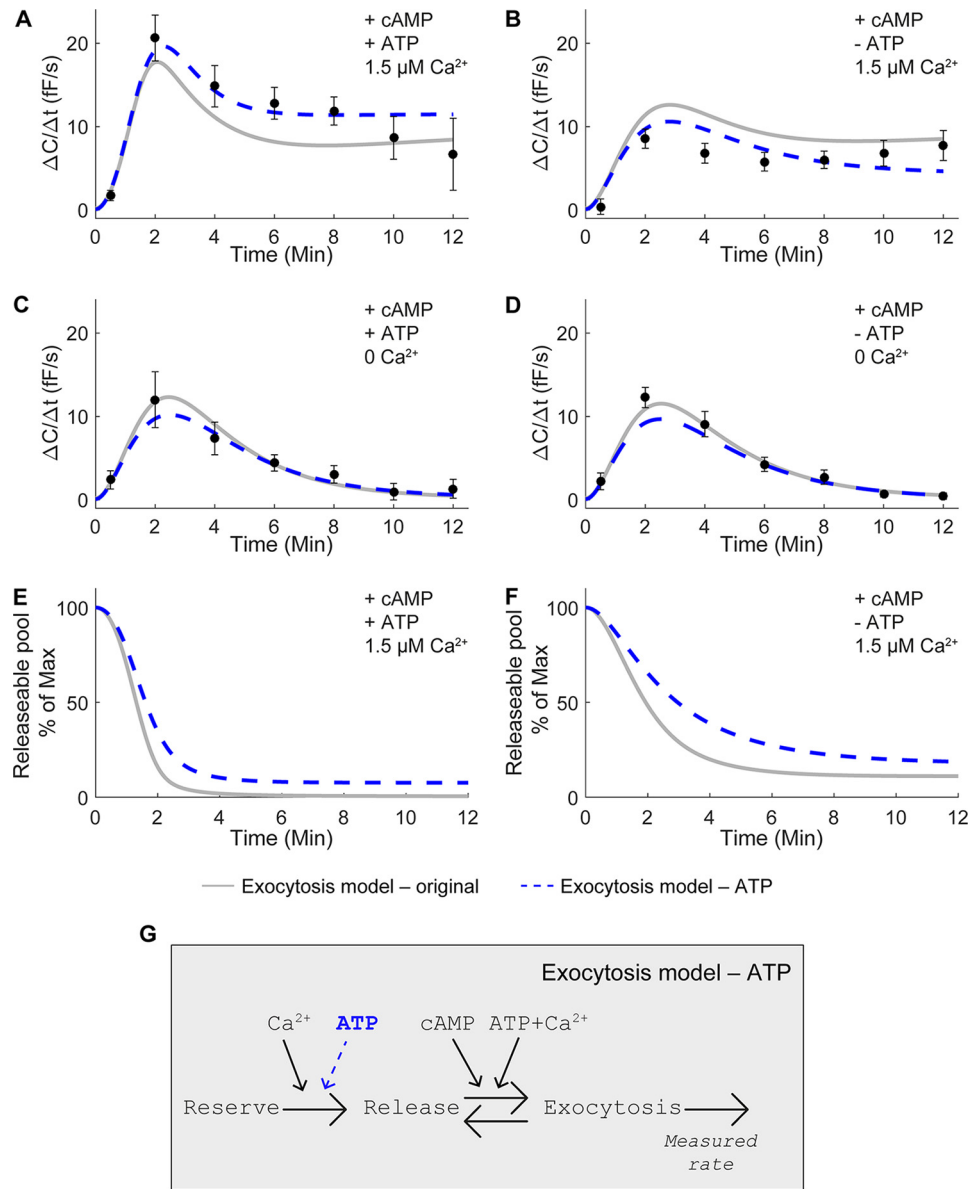 A
+ cAMP
+ ATP
1.5 µM Ca²⁺
ΔC/Δt (fF/s)
20
10
0
0 2 4 6 8 10 12
Time (Min)
B
+ cAMP
- ATP
1.5 µM Ca²⁺
ΔC/Δt (fF/s)
20
10
0
0 2 4 6 8 10 12
Time (Min)
C
+ cAMP
+ ATP
0 Ca²⁺
ΔC/Δt (fF/s)
20
10
0
0 2 4 6 8 10 12
Time (Min)
D
+ cAMP
- ATP
0 Ca²⁺
ΔC/Δt (fF/s)
20
10
0
0 2 4 6 8 10 12
Time (Min)
E
+ cAMP
+ ATP
1.5 µM Ca²⁺
Releaseable pool
% of Max
100
50
0
0 2 4 6 8 10 12
Time (Min)
F
+ cAMP
- ATP
1.5 µM Ca²⁺
Releaseable pool
% of Max
100
50
0
0 2 4 6 8 10 12
Time (Min)
Exocytosis model – original
Exocytosis model – ATP
G
Exocytosis model – ATP
Ca²⁺ ATP cAMP ATP+Ca²⁺
Reserve Release Exocytosis
Measured
rate